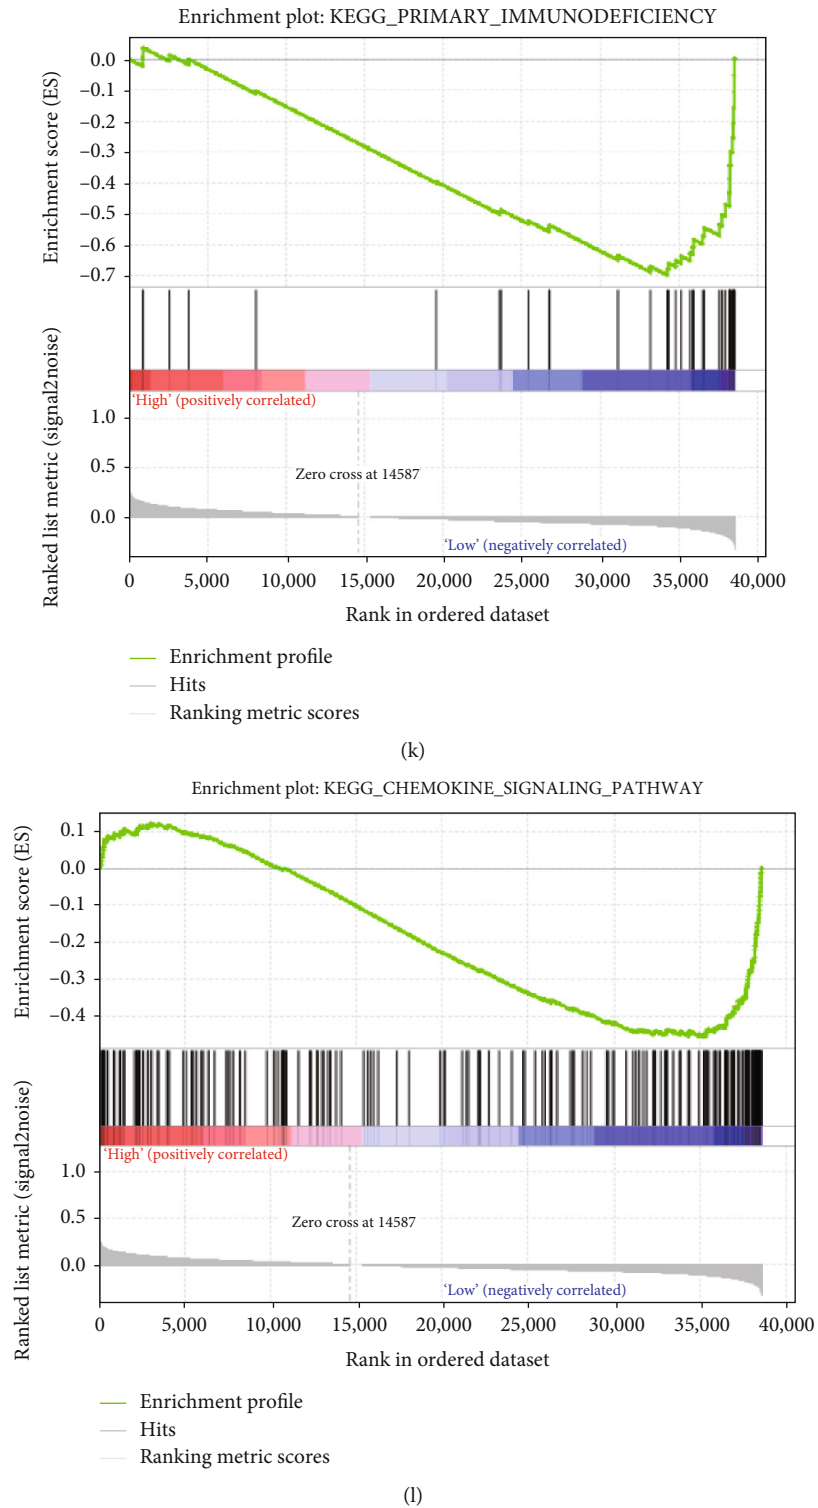 Enrichment plot: KEGG_PRIMARY_IMMUNODEFICIENCY
Enrichment score (ES)
0.0
−0.1
−0.2
−0.3
−0.4
−0.5
−0.6
−0.7
Ranked list metric (signal2noise)
'High' (positively correlated)
1.0
0.5
0.0
Zero cross at 14587
'Low' (negatively correlated)
0 5,000 10,000 15,000 20,000 25,000 30,000 35,000 40,000
Rank in ordered dataset
Enrichment profile
Hits
Ranking metric scores
(k)
Enrichment plot: KEGG_CHEMOKINE_SIGNALING_PATHWAY
Enrichment score (ES)
0.1
0.0
−0.1
−0.2
−0.3
−0.4
Ranked list metric (signal2noise)
'High' (positively correlated)
1.0
0.5
0.0
Zero cross at 14587
'Low' (negatively correlated)
0 5,000 10,000 15,000 20,000 25,000 30,000 35,000 40,000
Rank in ordered dataset
Enrichment profile
Hits
Ranking metric scores
(l)